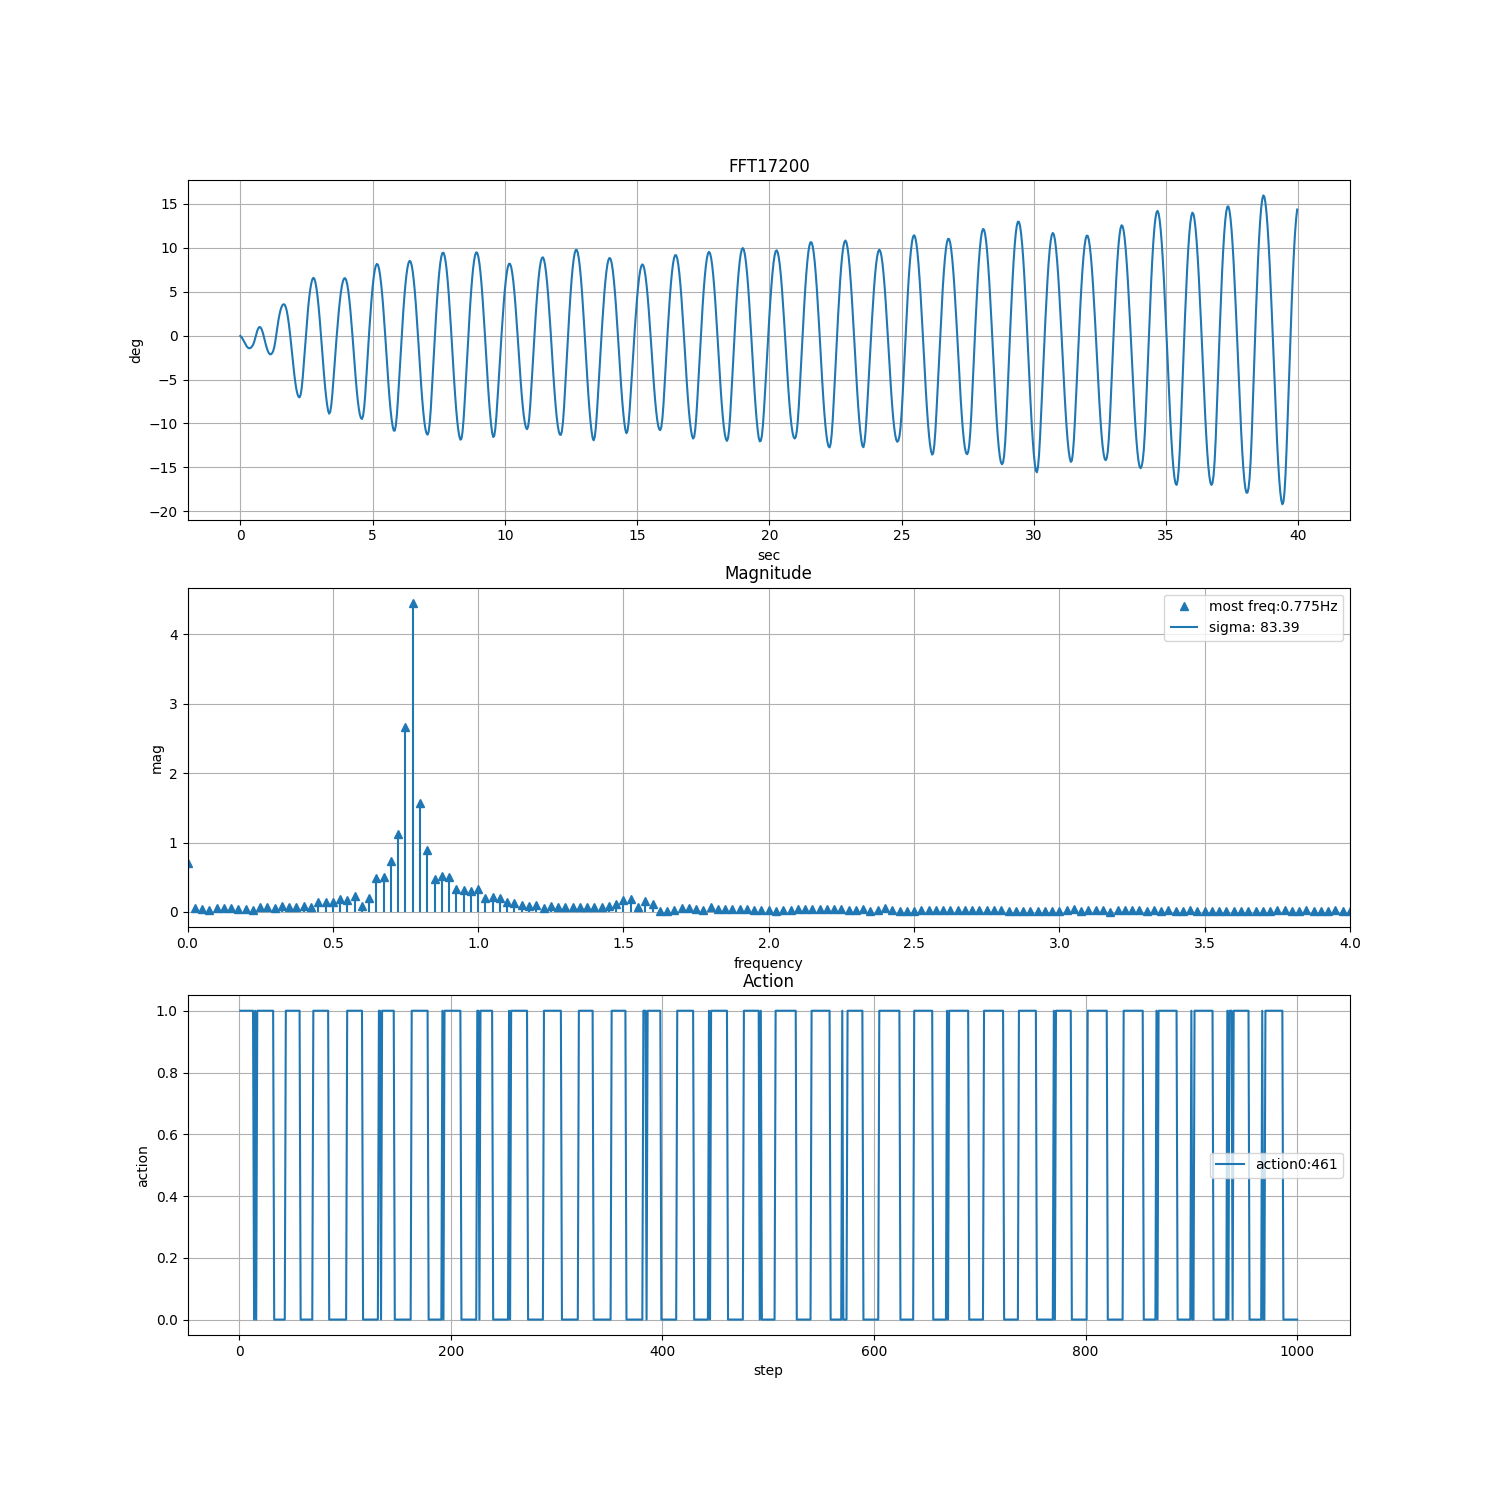 FFT17200
15
10
5
0
−5
−10
−15
−20
deg
0 5 10 15 20 25 30 35 40
sec
Magnitude
most freq:0.775Hz
sigma: 83.39
4
3
2
1
0
mag
0.0 0.5 1.0 1.5 2.0 2.5 3.0 3.5 4.0
frequency
Action
1.0
0.8
0.6
0.4
0.2
0.0
action
action0:461
0 200 400 600 800 1000
step